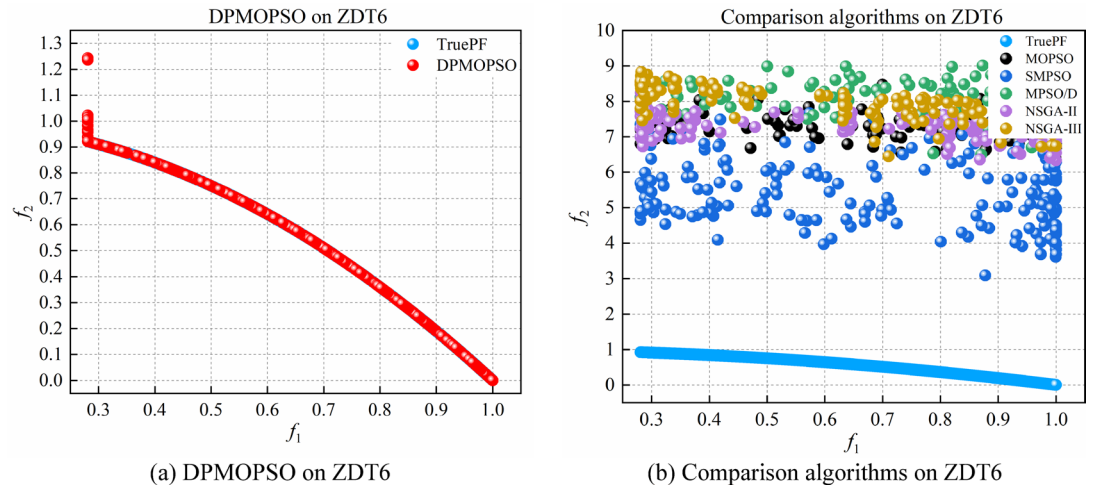 DPMOPSO on ZDT6
TruePF
DPMOPSO
1.3
1.2
1.1
1.0
0.9
0.8
0.7
0.6
0.5
0.4
0.3
0.2
0.1
0.0
f2
0.3 0.4 0.5 0.6 0.7 0.8 0.9 1.0
f1
(a) DPMOPSO on ZDT6
Comparison algorithms on ZDT6
TruePF
MOPSO
SMPSO
MPSO/D
NSGA-II
NSGA-III
10
9
8
7
6
5
4
3
2
1
0
f2
0.3 0.4 0.5 0.6 0.7 0.8 0.9 1.0
f1
(b) Comparison algorithms on ZDT6